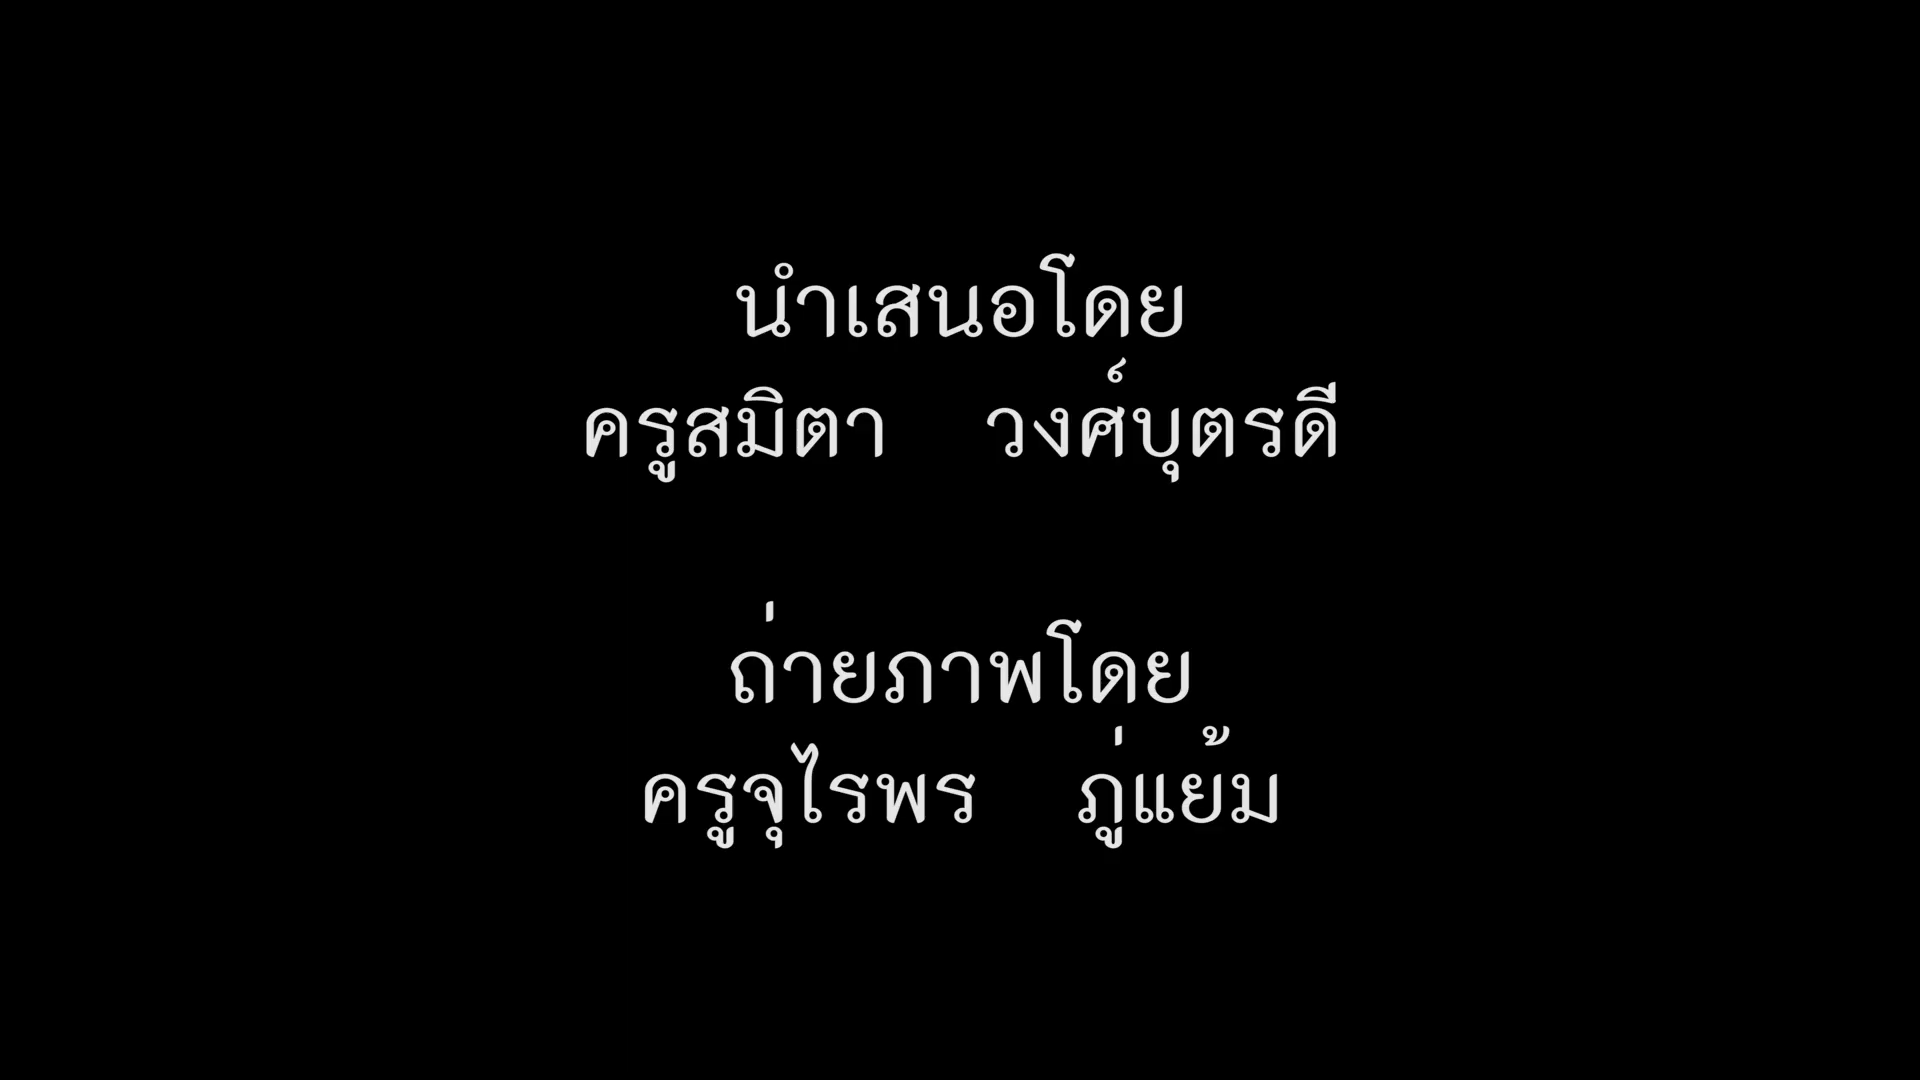 นำเสนอโดย
ครูสมิตา วงศ์บุตรดี
ถ่ายภาพโดย
ครูจุไรพร ภู่แย้ม